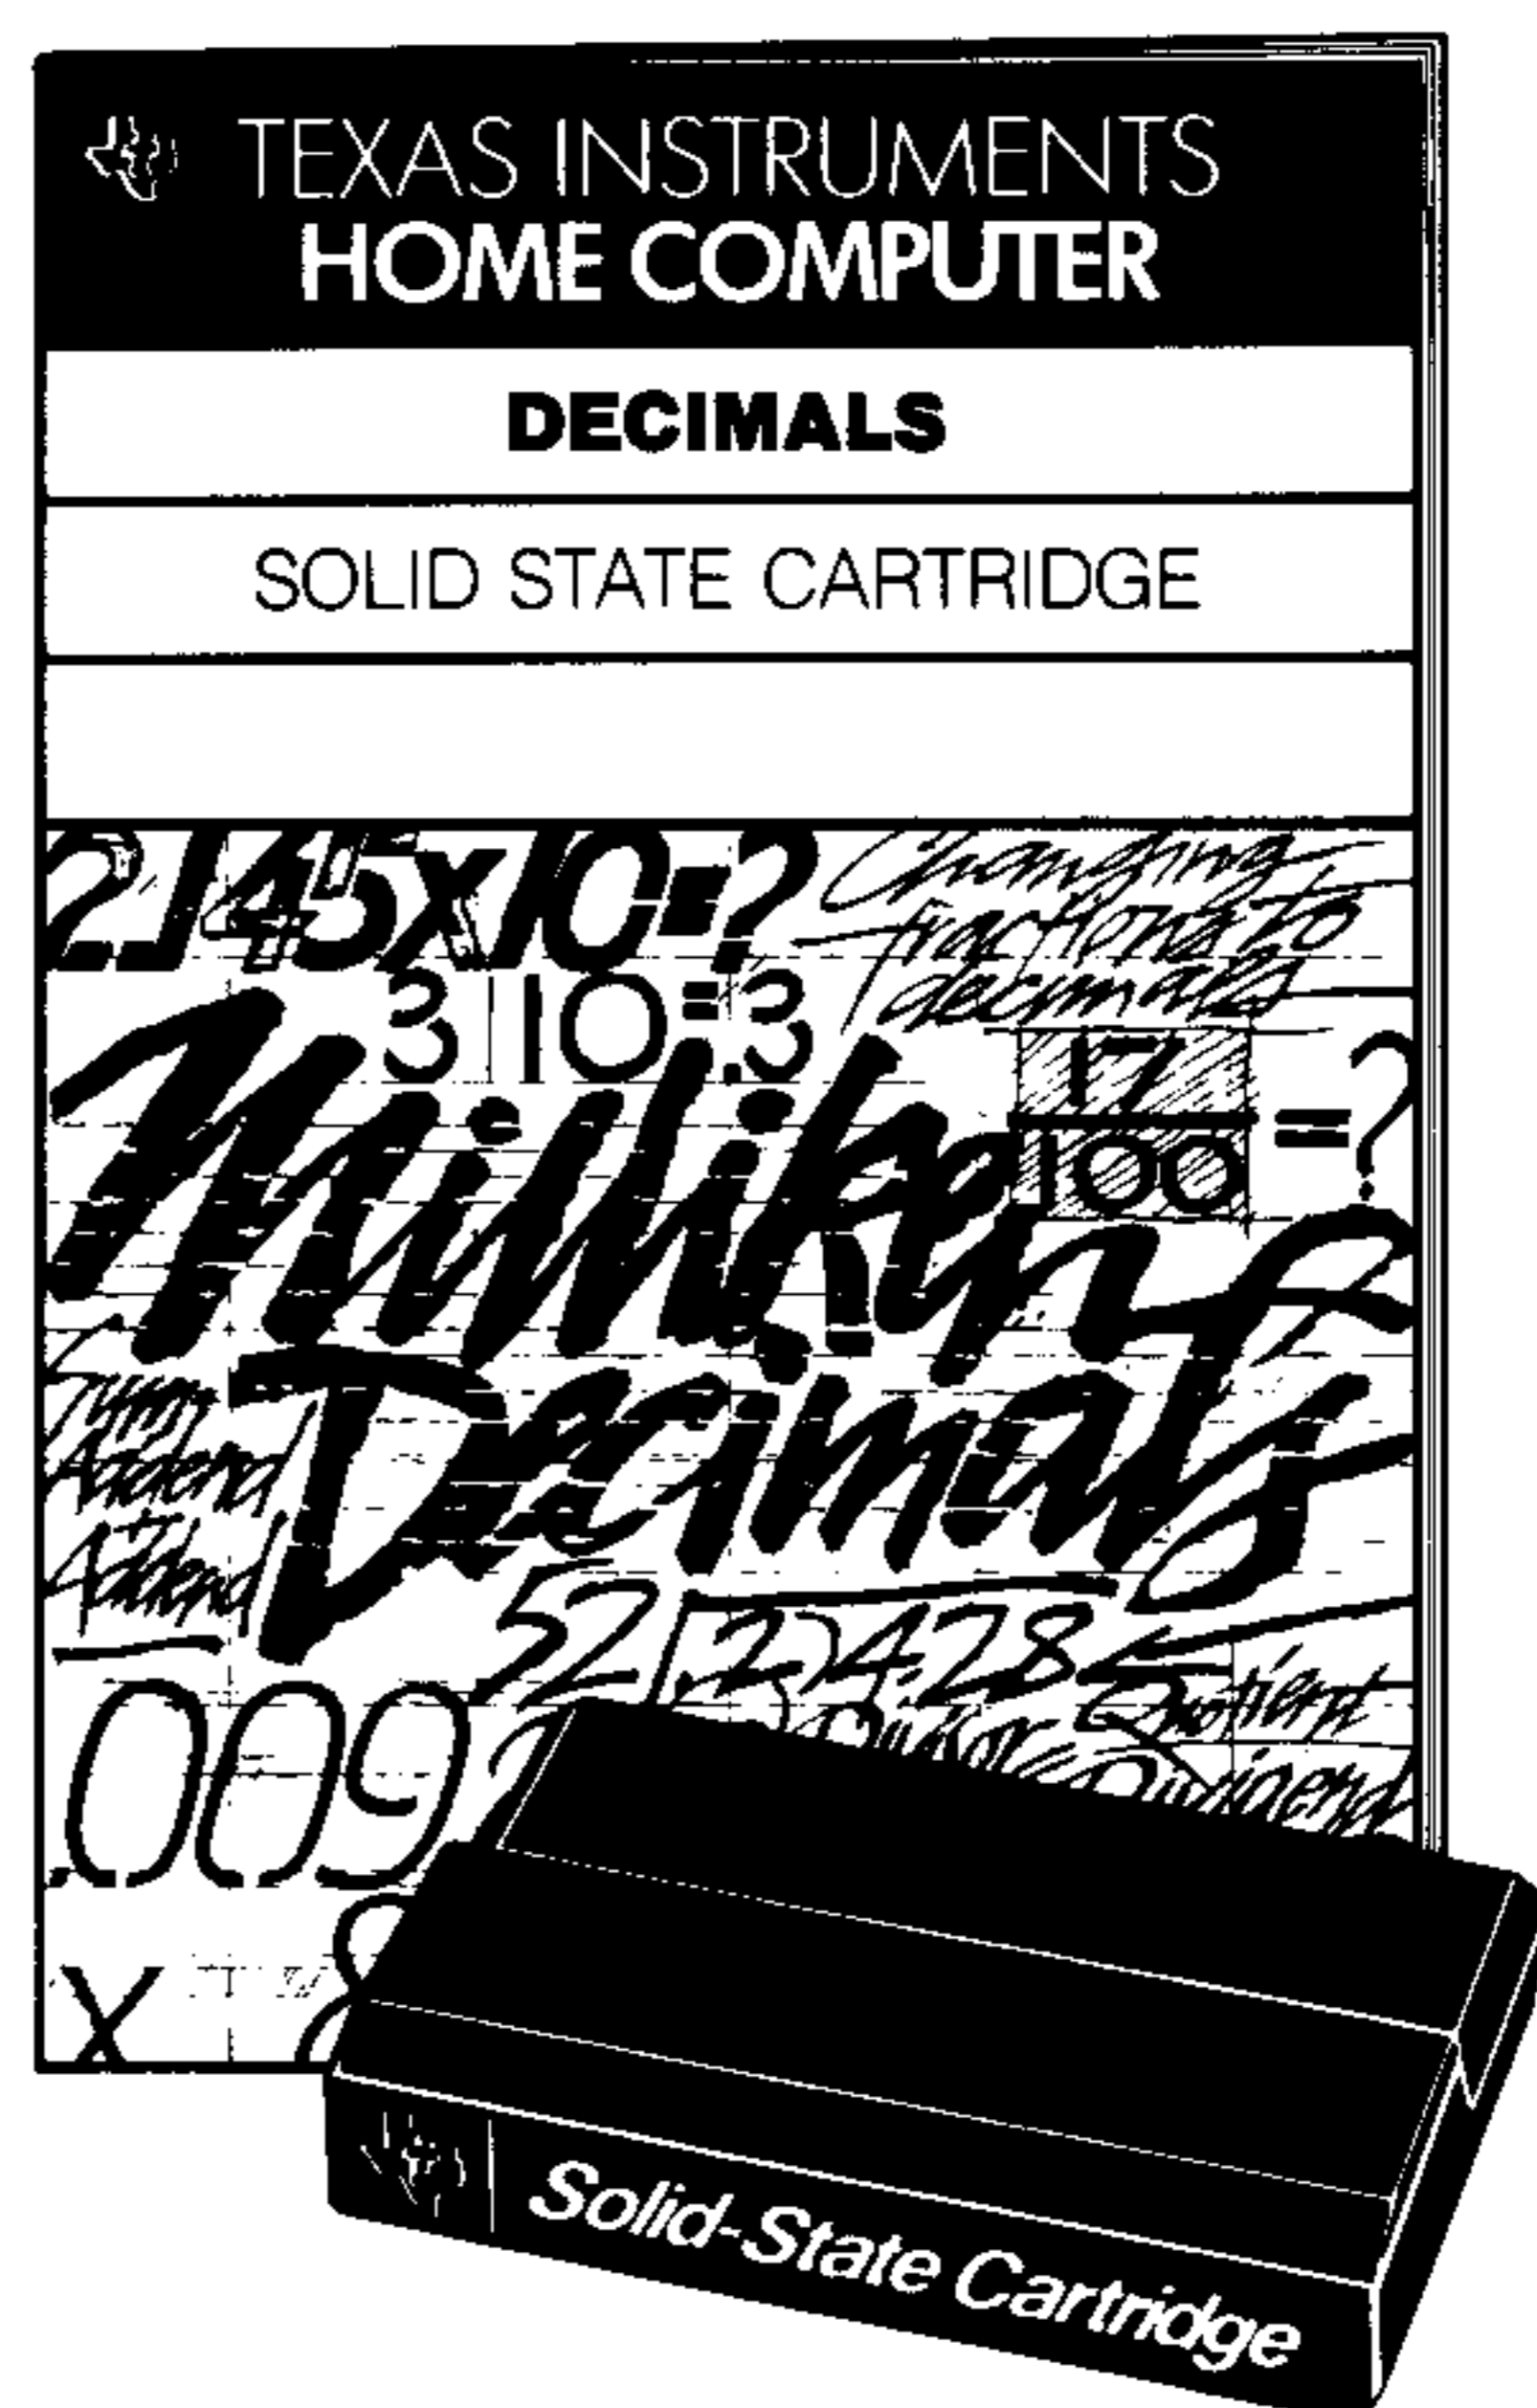 TEXAS INSTRUMENTS
HOME COMPUTER
DECIMALS
SOLID STATE CARTRIDGE
2.145x10=?
Changing
fractions to
decimals
3|10=.3
17
100
=?
Milliken
Decimals
Addend
Addend
52
.22428
Quotient
.009
X
Solid-State Cartridge